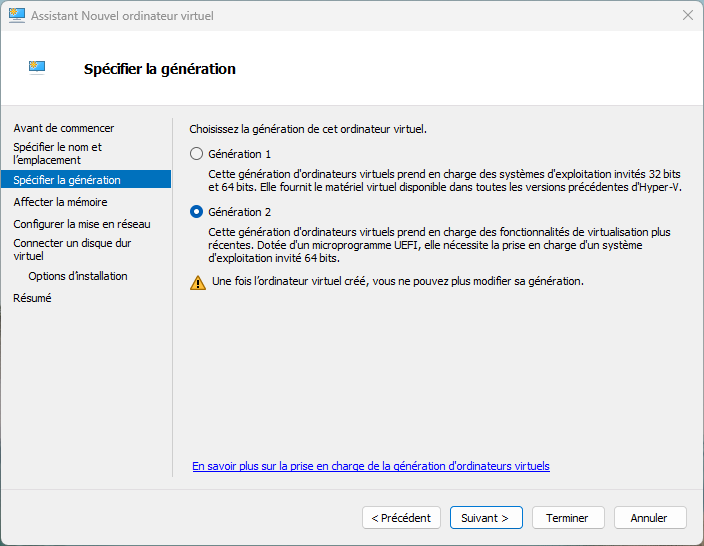 Assistant Nouvel ordinateur virtuel
Spécifier la génération
Avant de commencer
Spécifier le nom et
l'emplacement
Spécifier la génération
Affecter la mémoire
Configurer la mise en réseau
Connecter un disque dur
virtuel
Options d'installation
Résumé
Choisissez la génération de cet ordinateur virtuel.
Génération 1
Cette génération d'ordinateurs virtuels prend en charge des systèmes d'exploitation invités 32 bits
et 64 bits. Elle fournit le matériel virtuel disponible dans toutes les versions précédentes d'Hyper-V.
Génération 2
Cette génération d'ordinateurs virtuels prend en charge des fonctionnalités de virtualisation plus
récentes. Dotée d'un microprogramme UEFI, elle nécessite la prise en charge d'un système
d'exploitation invité 64 bits.
Une fois l'ordinateur virtuel créé, vous ne pouvez plus modifier sa génération.
En savoir plus sur la prise en charge de la génération d'ordinateurs virtuels
< Précédent
Suivant >
Terminer
Annuler